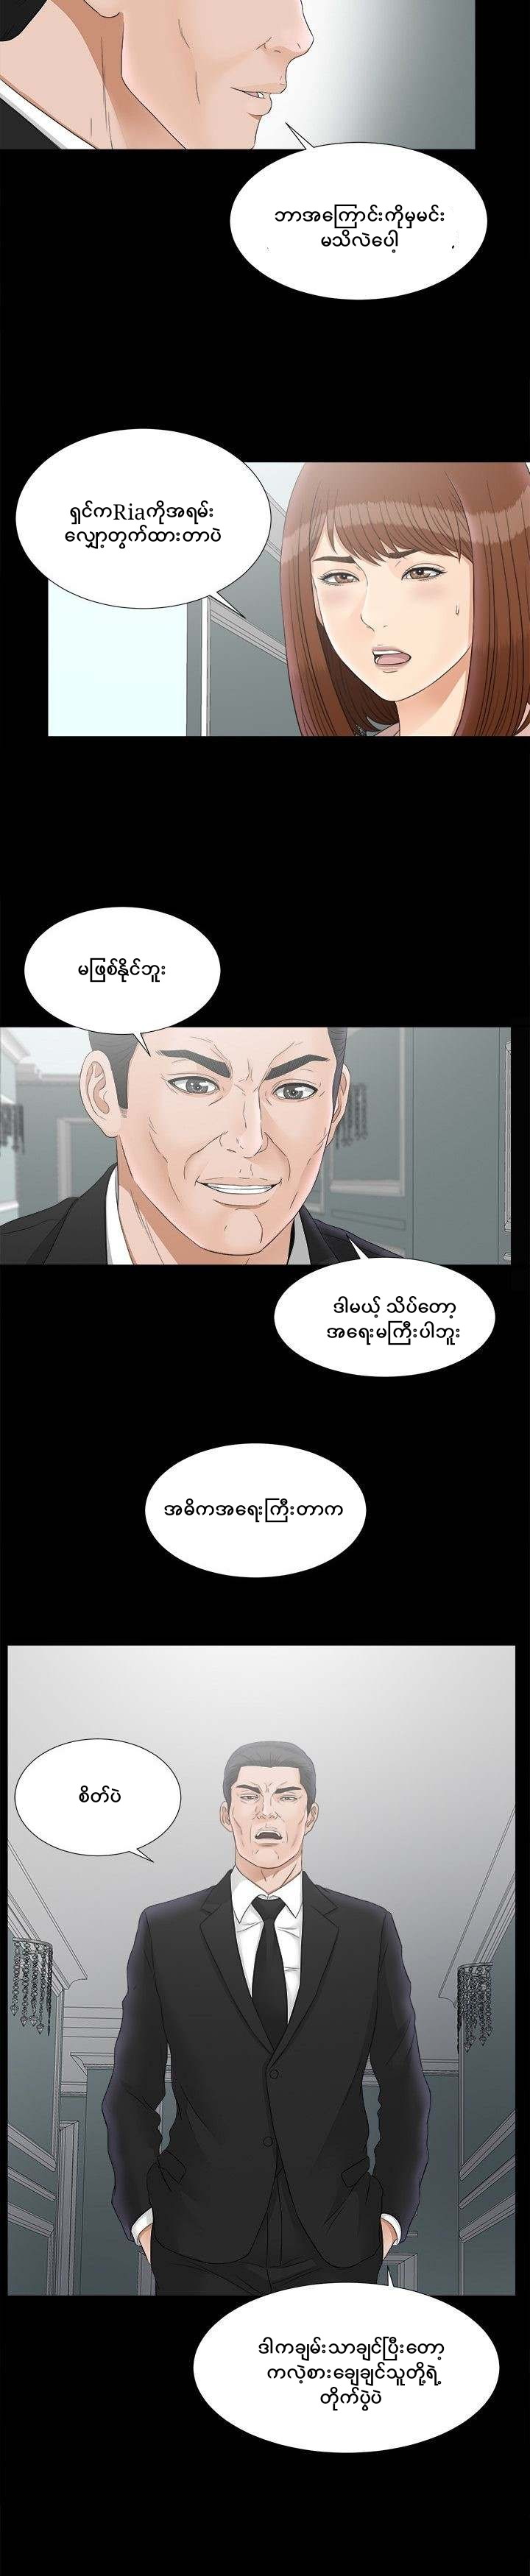 ဘာအကြောင်းကိုမှမင်း
မသိလဲပေါ့
ရှင်ကRiaကိုအရမ်း
လျှော့တွက်ထားတာပဲ
မဖြစ်နိုင်ဘူး
ဒါမယ့် သိပ်တော့
အရေးမကြီးပါဘူး
အဓိကအရေးကြီးတာက
စိတ်ပဲ
ဒါကချမ်းသာချင်ပြီးတော့
ကလဲ့စားချေချင်သူတို့ရဲ့
တိုက်ပွဲပဲ